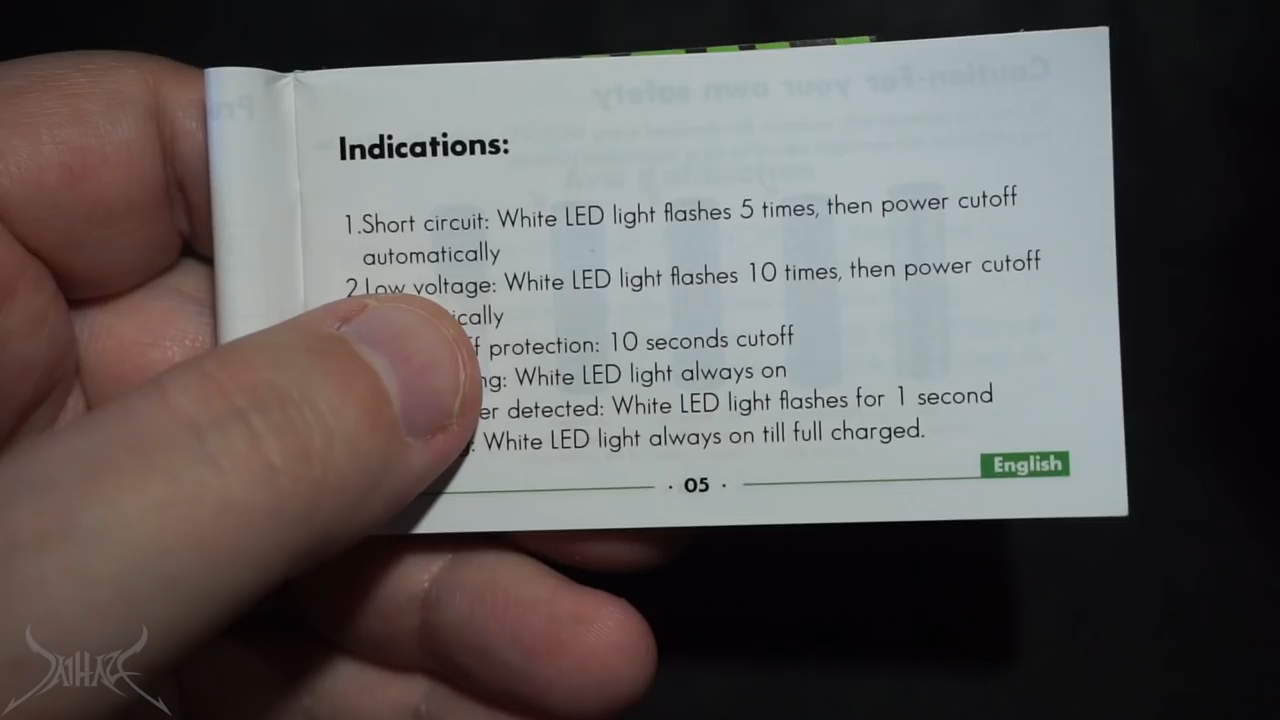 Indications:
1.Short circuit: White LED light flashes 5 times, then power cutoff
automatically
2.Low voltage: White LED light flashes 10 times, then power cutoff
protection: 10 seconds cutoff
White LED light always on
detected: White LED light flashes for 1 second
White LED light always on till full charged.
· 05 ·
English